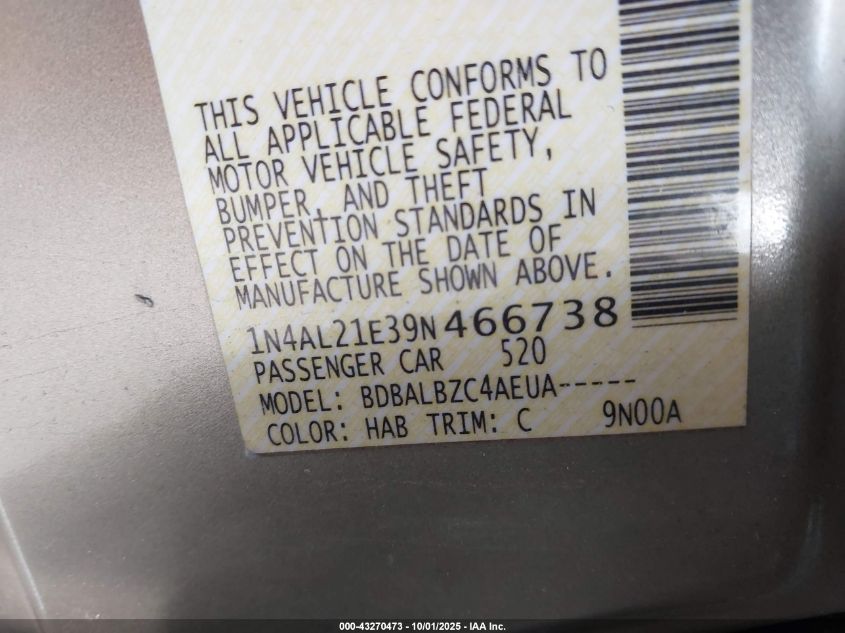 THIS VEHICLE CONFORMS TO
ALL APPLICABLE FEDERAL
MOTOR VEHICLE SAFETY,
BUMPER, AND THEFT
PREVENTION STANDARDS IN
EFFECT ON THE DATE OF
MANUFACTURE SHOWN ABOVE.
1N4AL21E39N466738
PASSENGER CAR 520
MODEL: BDBALBZC4AEUA-----
COLOR: HAB TRIM: C 9N00A
000-43270473 - 10/01/2025 - IAA Inc.